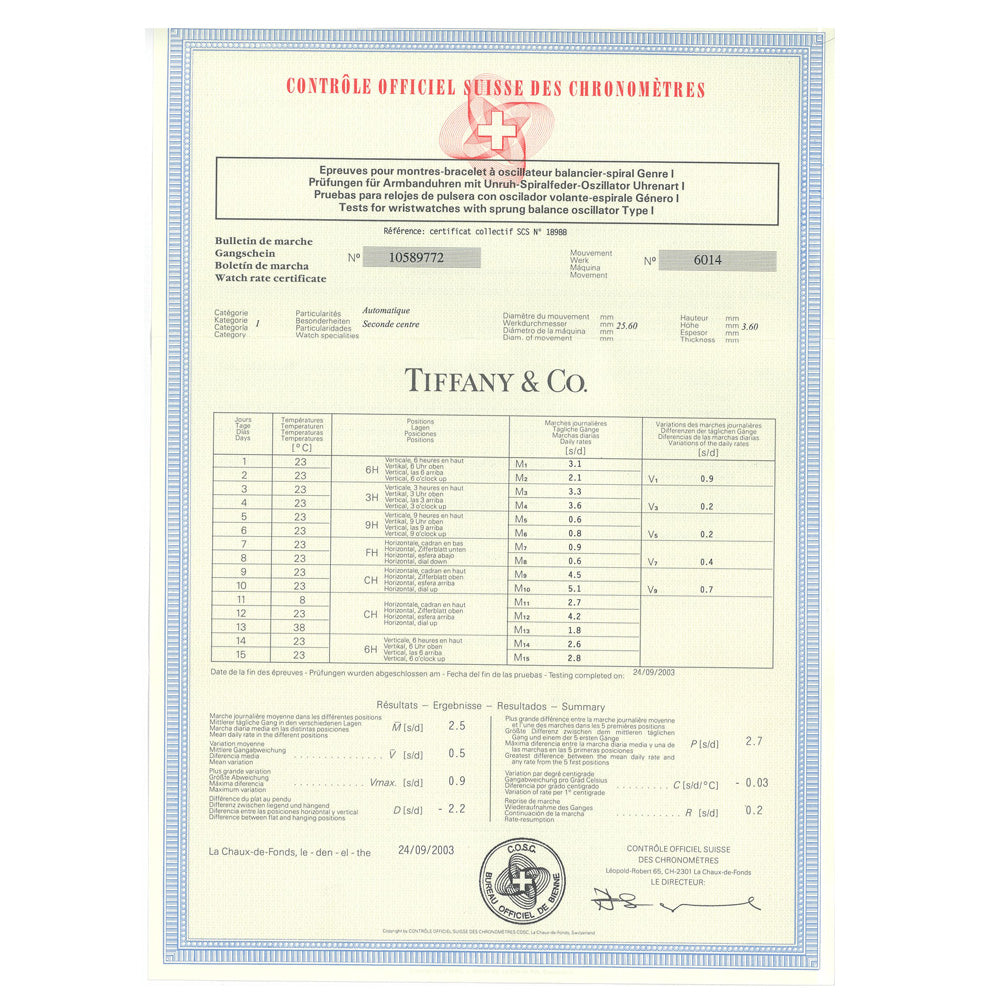 CONTRÔLE OFFICIEL SUISSE DES CHRONOMÈTRES
Epreuves pour montres-bracelet à oscillateur balancier-spiral Genre I
Prüfungen für Armbanduhren mit Unruh-Spiralfeder-Oszillator Uhrenart I
Pruebas para relojes de pulsera con oscilador volante-espirale Género I
Tests for wristwatches with sprung balance oscillator Type I
Référence: certificat collectif SCS N° 18988
Bulletin de marche
Gangschein
Boletín de marcha
Watch rate certificate
Nº 10589772
Mouvement
Werk
Máquina
Movement
Nº 6014
Catégorie
Kategorie
Categoría
Category
1
Particularités
Besonderheiten
Particularidades
Watch specialities
Automatique
Seconde centre
Diamètre du mouvement mm
Werkdurchmesser mm 25.60
Diámetro de la máquina mm
Diam. of movement mm
Hauteur mm
Höhe mm 3.60
Espesor mm
Thickness mm
TIFFANY & CO.
Jours
Tage
Días
Days
Températures
Temperaturen
Temperaturas
Temperatures
[°C]
Positions
Lagen
Posiciones
Positions
Marches journalières
Tägliche Gänge
Marchas diarias
Daily rates
[s/d]
Variations des marches journalières
Differenzen der täglichen Gänge
Diferencias de las marchas diarias
Variations of the daily rates
[s/d]
1 23 M1 3.1
2 23 M2 2.1 V1 0.9
6H
Verticale, 6 heures en haut
Vertikal, 6 Uhr oben
Vertical, las 6 arriba
Vertical, 6 o'clock up
3 23 M3 3.3
4 23 M4 3.6 V3 0.2
3H
Verticale, 3 heures en haut
Vertikal, 3 Uhr oben
Vertical, las 3 arriba
Vertical, 3 o'clock up
5 23 M5 0.6
6 23 M6 0.8 V5 0.2
9H
Verticale, 9 heures en haut
Vertikal, 9 Uhr oben
Vertical, las 9 arriba
Vertical, 9 o'clock up
7 23 M7 0.9
8 23 M8 0.6 V7 0.4
FH
Horizontale, cadran en bas
Horizontal, Zifferblatt unten
Horizontal, esfera abajo
Horizontal, dial down
9 23 M9 4.5
10 23 M10 5.1 V9 0.7
CH
Horizontale, cadran en haut
Horizontal, Zifferblatt oben
Horizontal, esfera arriba
Horizontal, dial up
11 8 M11 2.7
12 23 M12 4.2
13 38 M13 1.8
CH
Horizontale, cadran en haut
Horizontal, Zifferblatt oben
Horizontal, esfera arriba
Horizontal, dial up
14 23 M14 2.6
15 23 M15 2.8
6H
Verticale, 6 heures en haut
Vertikal, 6 Uhr oben
Vertical, las 6 arriba
Vertical, 6 o'clock up
Date de la fin des épreuves - Prüfungen wurden abgeschlossen am - Fecha del fin de las pruebas - Testing completed on: 24/09/2003
Résultats – Ergebnisse – Resultados – Summary
Marche journalière moyenne dans les différentes positions
Mittlerer tägliche Gang in den verschiedenen Lagen
Marcha diaria media en las distintas posiciones
Mean daily rate in the different positions
M [s/d] 2.5
Variation moyenne
Mittlere Gangabweichung
Diferencia media
Mean variation
V [s/d] 0.5
Plus grande variation
Größte Abweichung
Máxima diferencia
Maximum variation
Vmax. [s/d] 0.9
Différence du plat au pendu
Differenz zwischen liegend und hängend
Diferencia entre las posiciones horizontal y vertical
Difference between flat and hanging positions
D [s/d] - 2.2
Plus grande différence entre la marche journalière moyenne
et l'une des marches dans les 5 premières positions
Größte Differenz zwischen dem mittleren täglichen
Gang und einem der 5 ersten Gänge
Máxima diferencia entre la marcha diaria media y una de
las marchas en las 5 primeras posiciones
Greatest difference between the mean daily rate and
any rate from the 5 first positions
P [s/d] 2.7
Variation par degré centigrade
Gangabweichung pro Grad Celsius
Diferencia por grado centigrado
Variation of rate per 1° centigrade
C [s/d/°C] - 0.03
Reprise de marche
Wiederaufnahme des Ganges
Continuación de la marcha
Rate-resumption
R [s/d] 0.2
La Chaux-de-Fonds, le - den - el - the 24/09/2003
C.O.S.C.
BUREAU OFFICIEL DE BIENNE
CONTRÔLE OFFICIEL SUISSE
DES CHRONOMÈTRES
Léopold-Robert 65, CH-2301 La Chaux-de-Fonds
LE DIRECTEUR:
Copyright by CONTRÔLE OFFICIEL SUISSE DES CHRONOMÈTRES COSC, La Chaux-de-Fonds, Switzerland